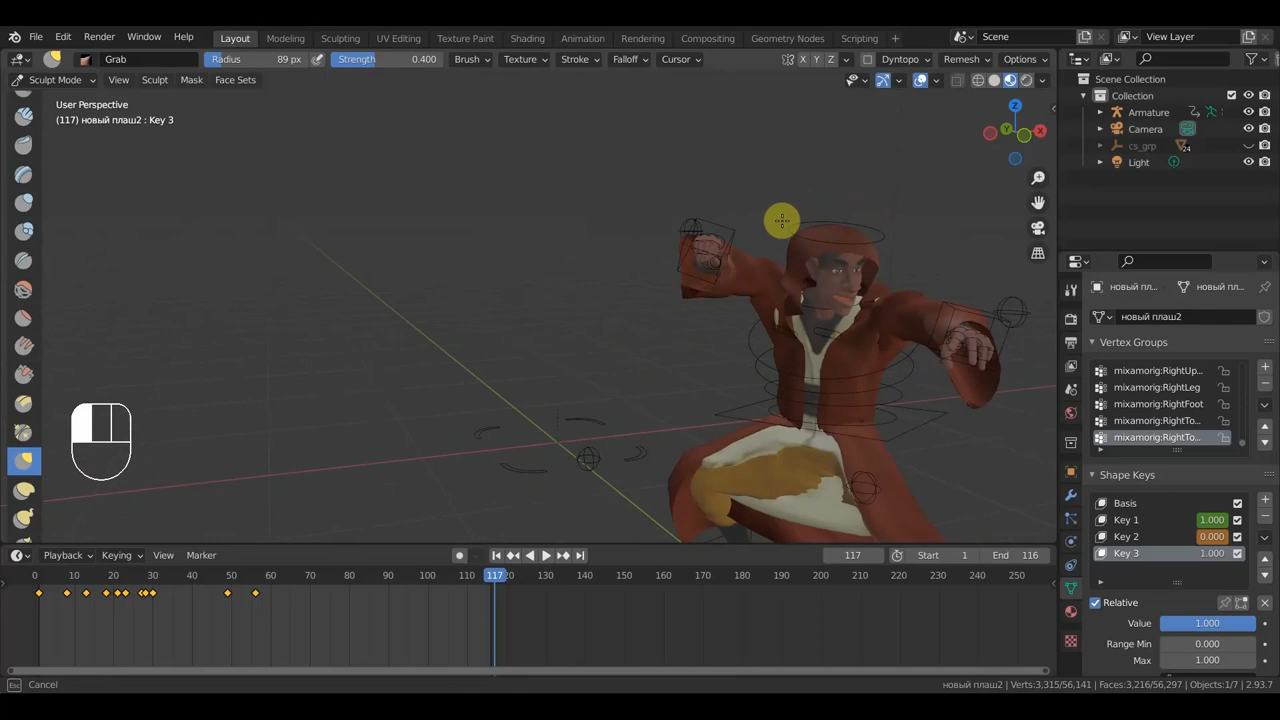 File Edit Render Window Help Layout Modeling Sculpting UV Editing Texture Paint Shading Animation Rendering Compositing Geometry Nodes Scripting Scene View Layer
Grab Radius 89 px Strength 0.400 Brush Texture Stroke Falloff Cursor X Y Z Dyntopo Remesh Options
Sculpt Mode View Sculpt Mask Face Sets
User Perspective
(117) новый плащ2 : Key 3
Z
Y X
Scene Collection
Collection
Armature
Camera
cs_grp 24
Light
новый пл... новый пл...
новый плащ2
Vertex Groups
mixamorig:RightUp...
mixamorig:RightLeg
mixamorig:RightFoot
mixamorig:RightTo...
mixamorig:RightTo...
Shape Keys
Basis
Key 1 1.000
Key 2 0.000
Key 3 1.000
Relative
Value 1.000
Range Min 0.000
Max 1.000
Playback Keying View Marker 117 Start 1 End 116
0 10 20 30 40 50 60 70 80 90 100 110 117 120 130 140 150 160 170 180 190 200 210 220 230 240 250
Esc Cancel новый плащ2 | Verts:3,315/56,141 | Faces:3,216/56,297 | Objects:1/7 | 2.93.7